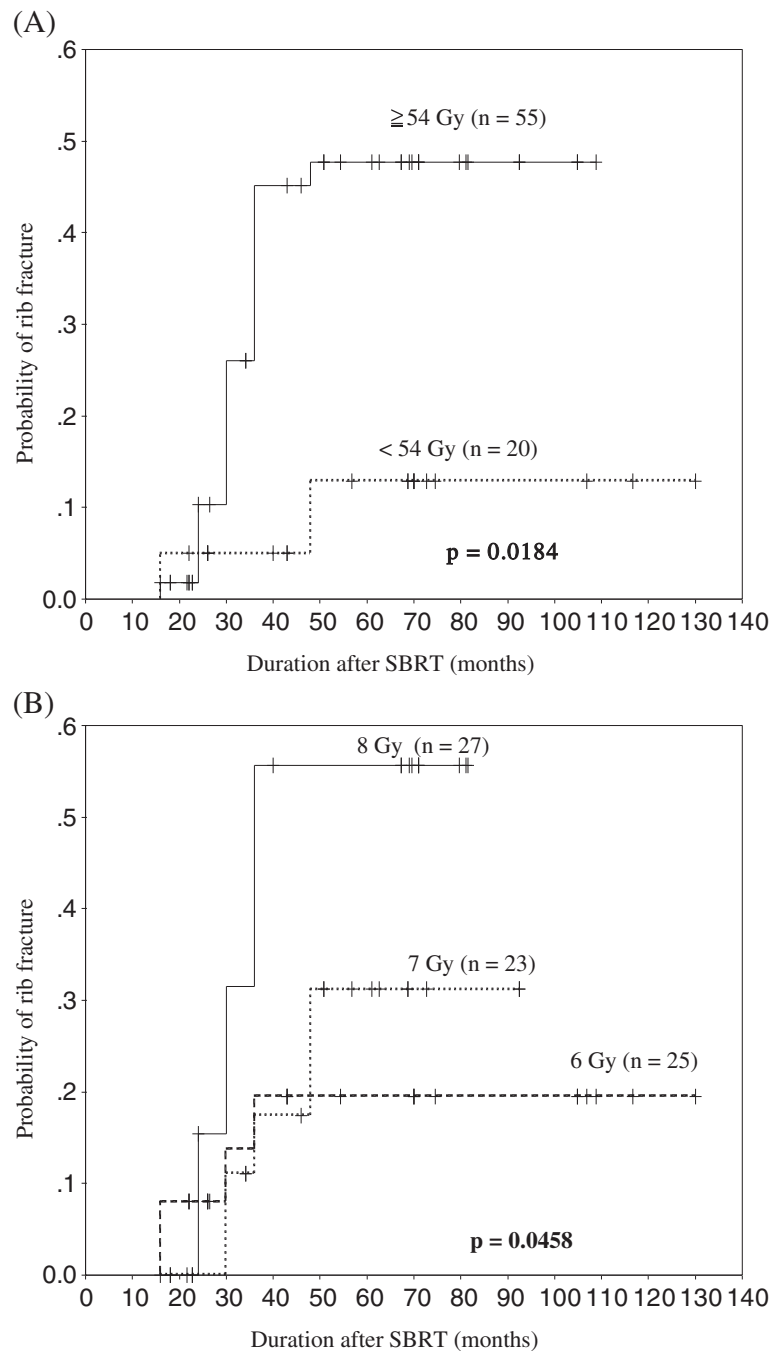 (A)
.6
≧54 Gy (n = 55)
.5
.4
.3
.2
< 54 Gy (n = 20)
.1
p = 0.0184
0.0
0 10 20 30 40 50 60 70 80 90 100 110 120 130 140
Probability of rib fracture
Duration after SBRT (months)
(B)
.6
8 Gy (n = 27)
.5
.4
7 Gy (n = 23)
.3
6 Gy (n = 25)
.2
.1
p = 0.0458
0.0
0 10 20 30 40 50 60 70 80 90 100 110 120 130 140
Probability of rib fracture
Duration after SBRT (months)